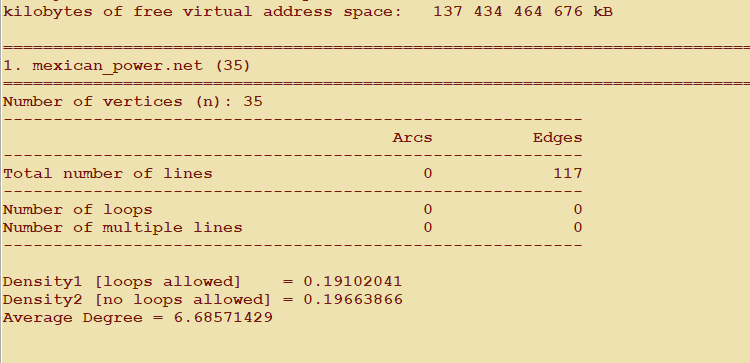 kilobytes of free virtual address space: 137 434 464 676 kB
==============================================================================
1. mexican_power.net (35)
==============================================================================
Number of vertices (n): 35
----------------------------------------------------------
Arcs Edges
----------------------------------------------------------
Total number of lines 0 117
----------------------------------------------------------
Number of loops 0 0
Number of multiple lines 0 0
----------------------------------------------------------
Density1 [loops allowed] = 0.19102041
Density2 [no loops allowed] = 0.19663866
Average Degree = 6.68571429